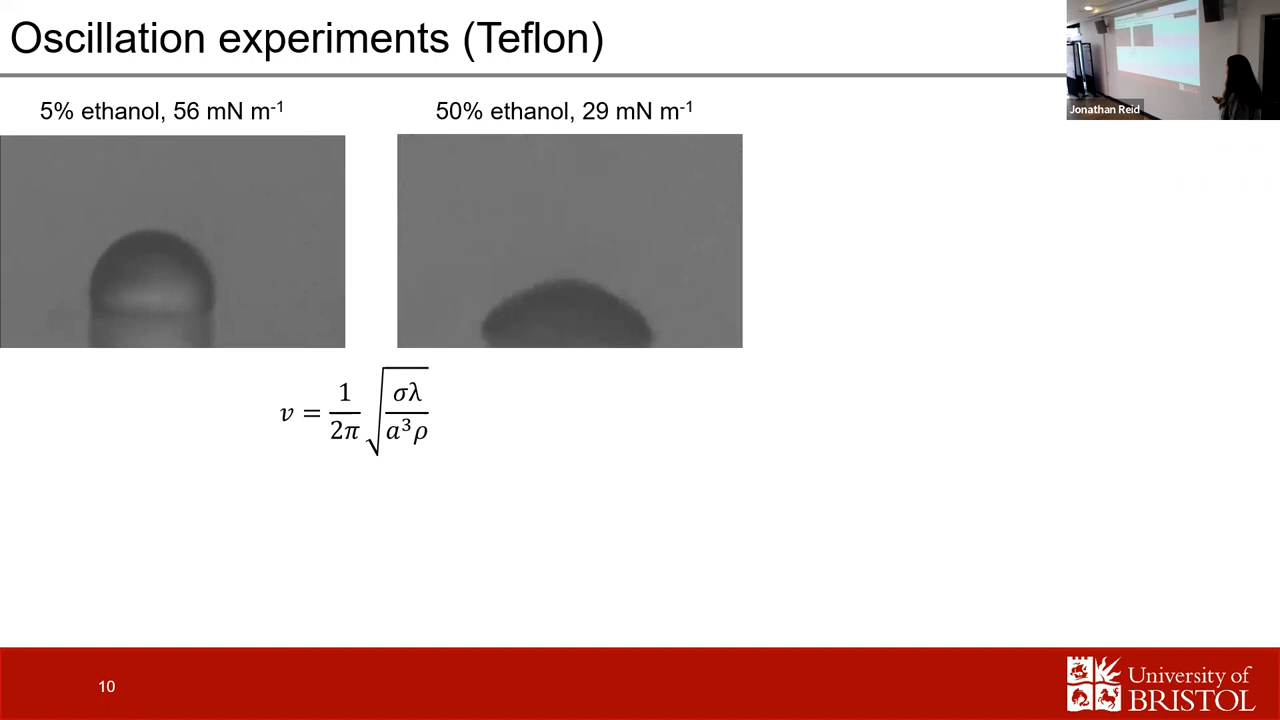 Oscillation experiments (Teflon)
Jonathan Reid
5% ethanol, 56 mN m⁻¹
50% ethanol, 29 mN m⁻¹
v = 1/2π √(σλ/a³ρ)
10
University of
BRISTOL